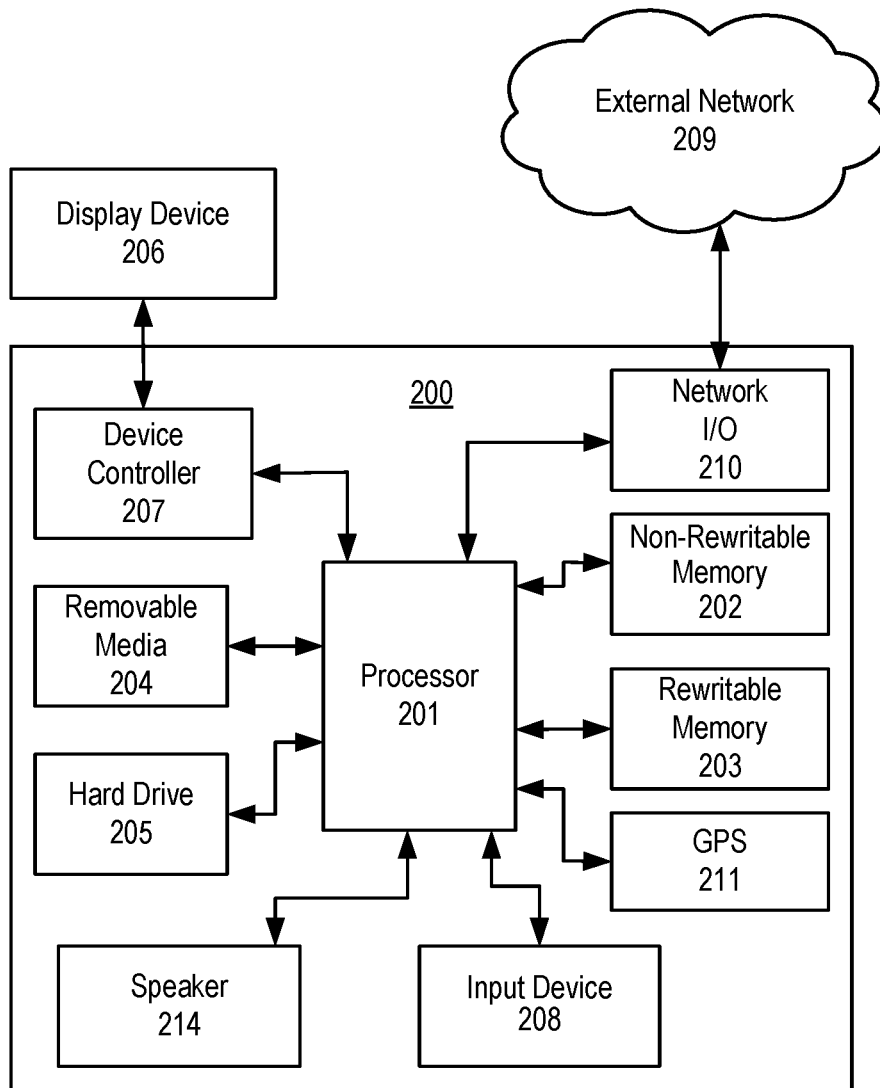 External Network
209
Display Device
206
200
Network
I/O
210
Device
Controller
207
Non-Rewritable
Memory
202
Removable
Media
204
Processor
201
Rewritable
Memory
203
Hard Drive
205
GPS
211
Speaker
214
Input Device
208